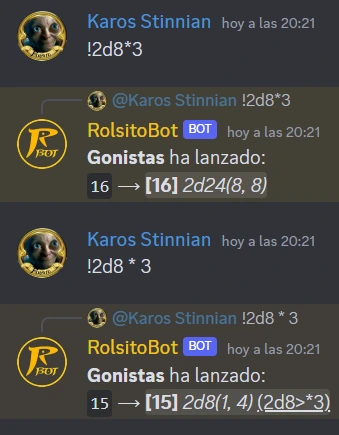 Karos Stinnian hoy a las 20:21
!2d8*3
@Karos Stinnian !2d8*3
RolsitoBot BOT hoy a las 20:21
Gonistas ha lanzado:
16 ⟶ [16] 2d24(8, 8)
Karos Stinnian hoy a las 20:21
!2d8 * 3
@Karos Stinnian !2d8 * 3
RolsitoBot BOT hoy a las 20:21
Gonistas ha lanzado:
15 ⟶ [15] 2d8(1, 4) (2d8>*3)